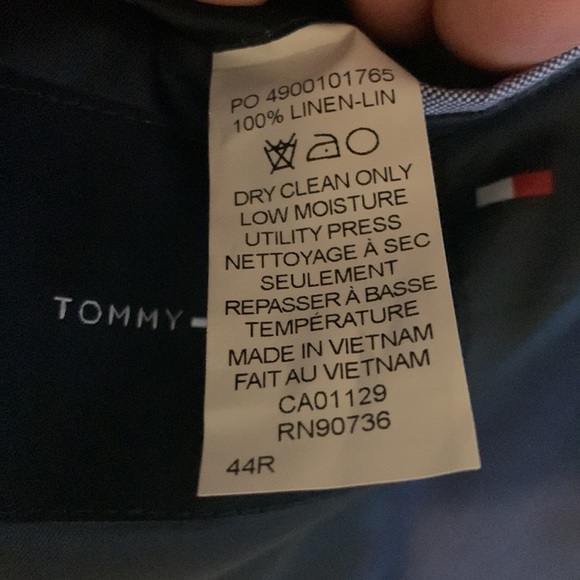 PO 4900101765
100% LINEN-LIN
DRY CLEAN ONLY
LOW MOISTURE
UTILITY PRESS
NETTOYAGE À SEC
SEULEMENT
REPASSER À BASSE
TEMPÉRATURE
MADE IN VIETNAM
FAIT AU VIETNAM
CA01129
RN90736
44R
TOMMY